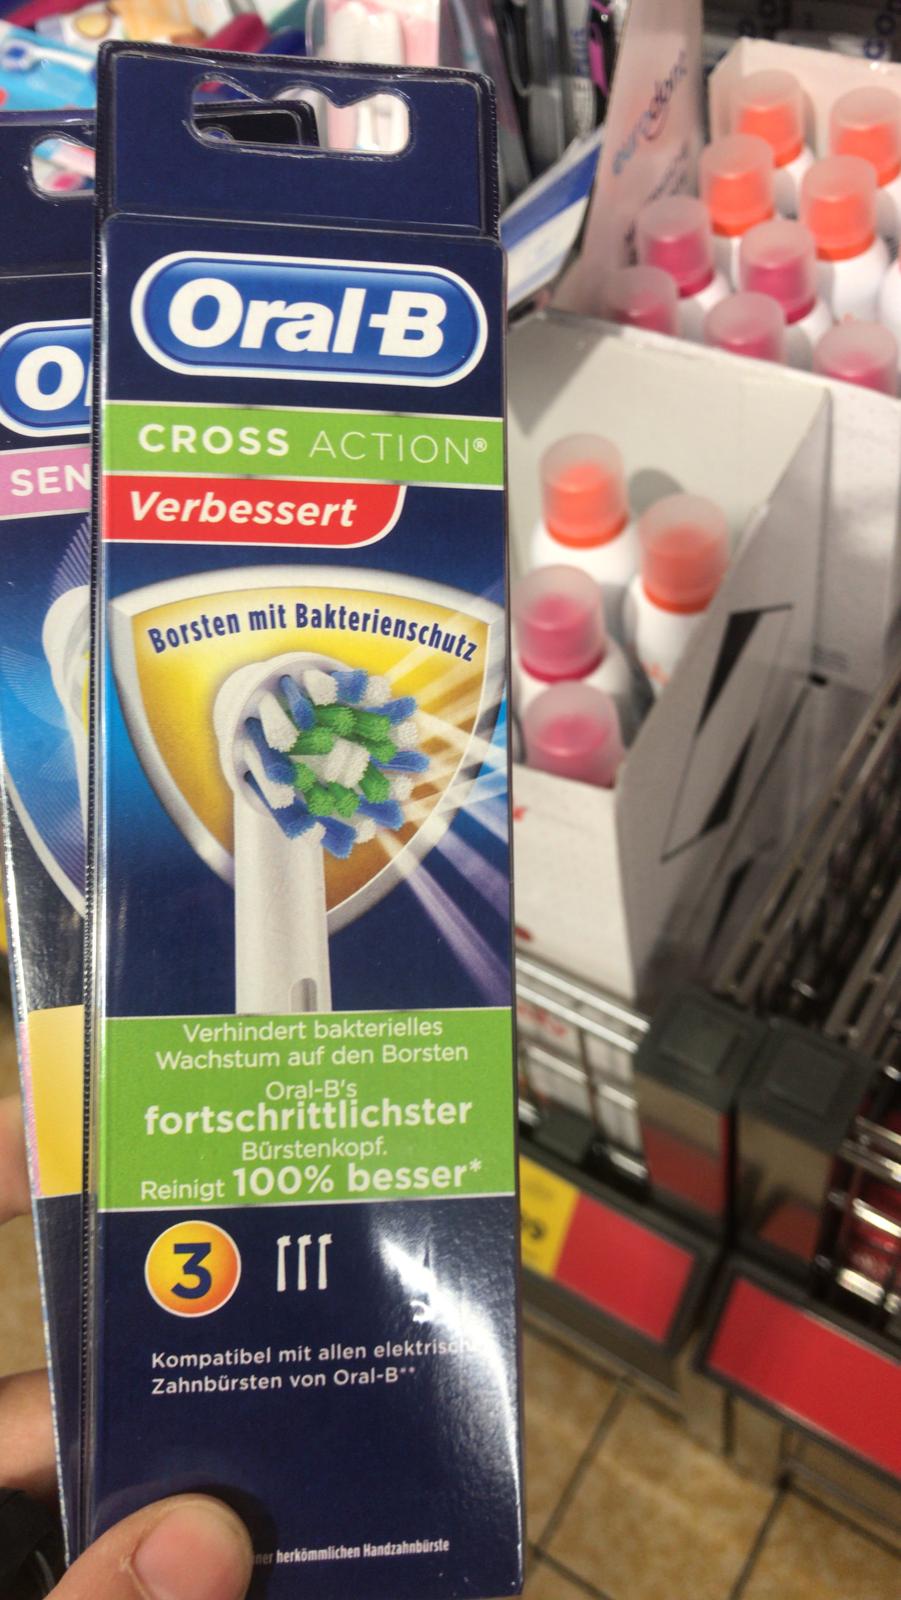 Oral-B
CROSS ACTION®
Verbessert
Borsten mit Bakterienschutz
Verhindert bakterielles
Wachstum auf den Borsten
Oral-B's
fortschrittlichster
Bürstenkopf.
Reinigt 100% besser*
3
Kompatibel mit allen
Zahnbürsten von Oral-B**
herkömmlichen Handzahnbürste